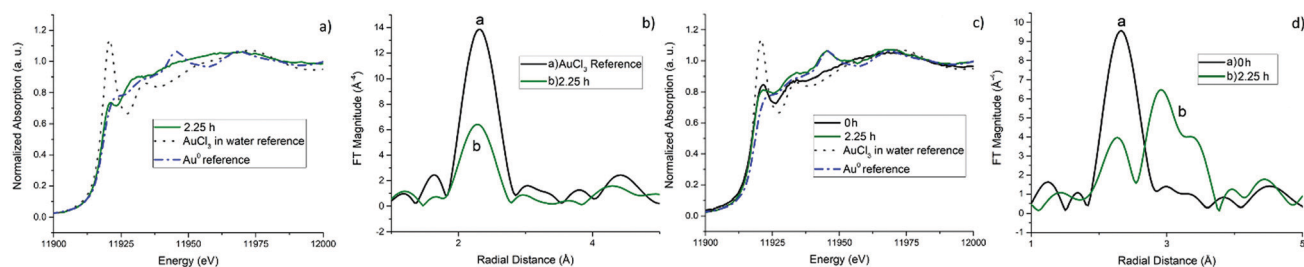 a)
Normalized Absorption (a. u.)
1.2
1.0
0.8
0.6
0.4
0.2
0.0
2.25 h
AuCl3 in water reference
Au0 reference
11900
11925
11950
11975
12000
Energy (eV)
b)
FT Magnitude (Å-4)
14
12
10
8
6
4
2
0
-2
a
b
a)AuCl3 Reference
b)2.25 h
2
4
Radial Distance (Å)
c)
Normalized Absorption (a. u.)
1.2
1.0
0.8
0.6
0.4
0.2
0.0
0h
2.25 h
AuCl3 in water reference
Au0 reference
11900
11925
11950
11975
12000
Energy (eV)
d)
FT Magnitude (Å-4)
10
9
8
7
6
5
4
3
2
1
0
-1
a
b
a)0h
b)2.25 h
1
3
5
Radial Distance (Å)